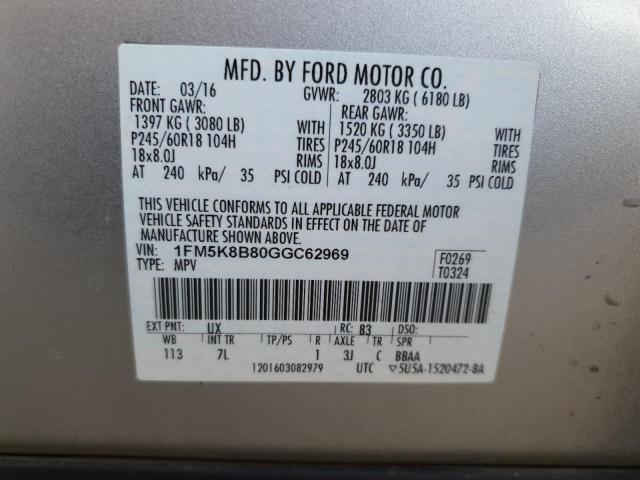 MFD. BY FORD MOTOR CO.
DATE: 03/16 GVWR: 2803 KG ( 6180 LB)
FRONT GAWR: REAR GAWR:
1397 KG ( 3080 LB) WITH 1520 KG ( 3350 LB) WITH
P245/60R18 104H TIRES P245/60R18 104H TIRES
18x8.0J RIMS 18x8.0J RIMS
AT 240 kPa/ 35 PSI COLD AT 240 kPa/ 35 PSI COLD
THIS VEHICLE CONFORMS TO ALL APPLICABLE FEDERAL MOTOR
VEHICLE SAFETY STANDARDS IN EFFECT ON THE DATE OF
MANUFACTURE SHOWN ABOVE.
VIN: 1FM5K8B80GGC62969 F0269
TYPE: MPV T0324
EXT PNT: UX RC: 83 DSO:
WB INT TR TP/PS R AXLE TR SPR
113 7L 1 3J C BBAA
1201603082979 UTC ▽5U5A-1520472-BA